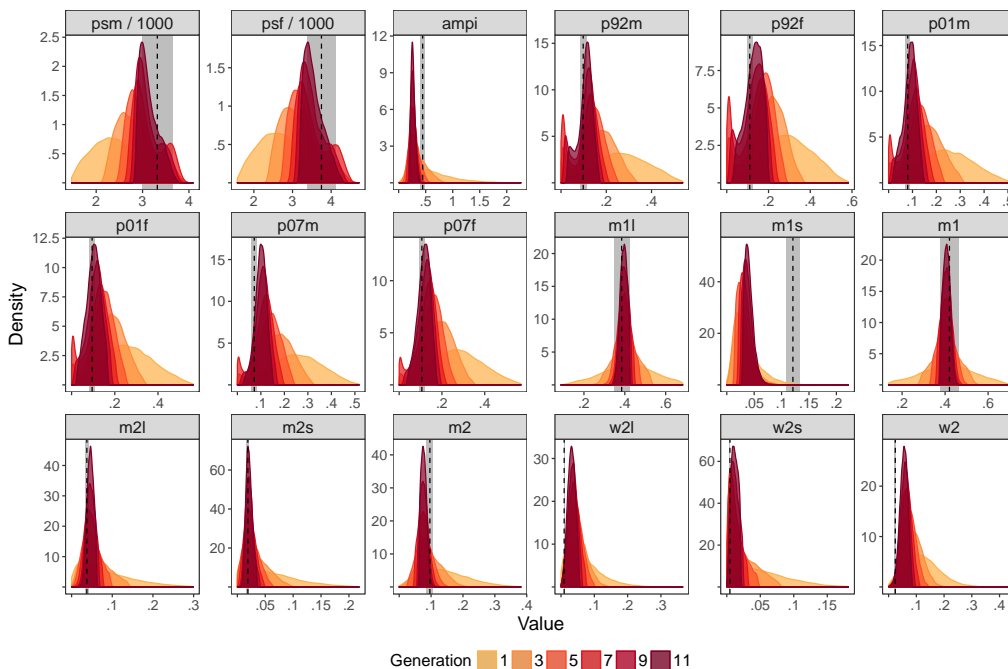 psm / 1000 psf / 1000 ampi p92m p92f p01m
2.5 2 1.5 1 .5
1.5 1 .5
12 9 6 3
15 10 5
7.5 5 2.5
15 10 5
2 3 4
2 3 4
.5 1 2
.2 .4
.2 .4 .6
.1 .2 .3 .4 .5
p01f p07m p07f m1l m1s m1
12.5 10.0 7.5 5.0 2.5
15 10 5
10 5
20 15 10 5
40 20
20 15 10 5
.2 .4
.1 .2 .3 .4 .5
.2 .4
.2 .4 .6
.05 .1 .2
.2 .4 .6
Density
m2l m2s m2 w2l w2s w2
40 30 20 10
60 40 20
40 30 20 10
30 20 10
60 40 20
20 10
.1 .2 .3
.05 .1 .2
.1 .2 .3 .4
0 .1 .2 .3
.05 .15
0 .1 .2 .3 .4
Value
Generation 1 3 5 7 9 11